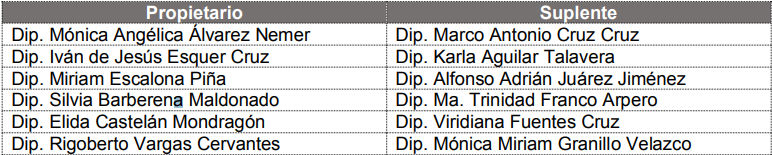 Propietario Suplente
Dip. Mónica Angélica Álvarez Nemer Dip. Marco Antonio Cruz Cruz
Dip. Iván de Jesús Esquer Cruz Dip. Karla Aguilar Talavera
Dip. Miriam Escalona Piña Dip. Alfonso Adrián Juárez Jiménez
Dip. Silvia Barberena Maldonado Dip. Ma. Trinidad Franco Arpero
Dip. Elida Castelán Mondragón Dip. Viridiana Fuentes Cruz
Dip. Rigoberto Vargas Cervantes Dip. Mónica Miriam Granillo Velazco